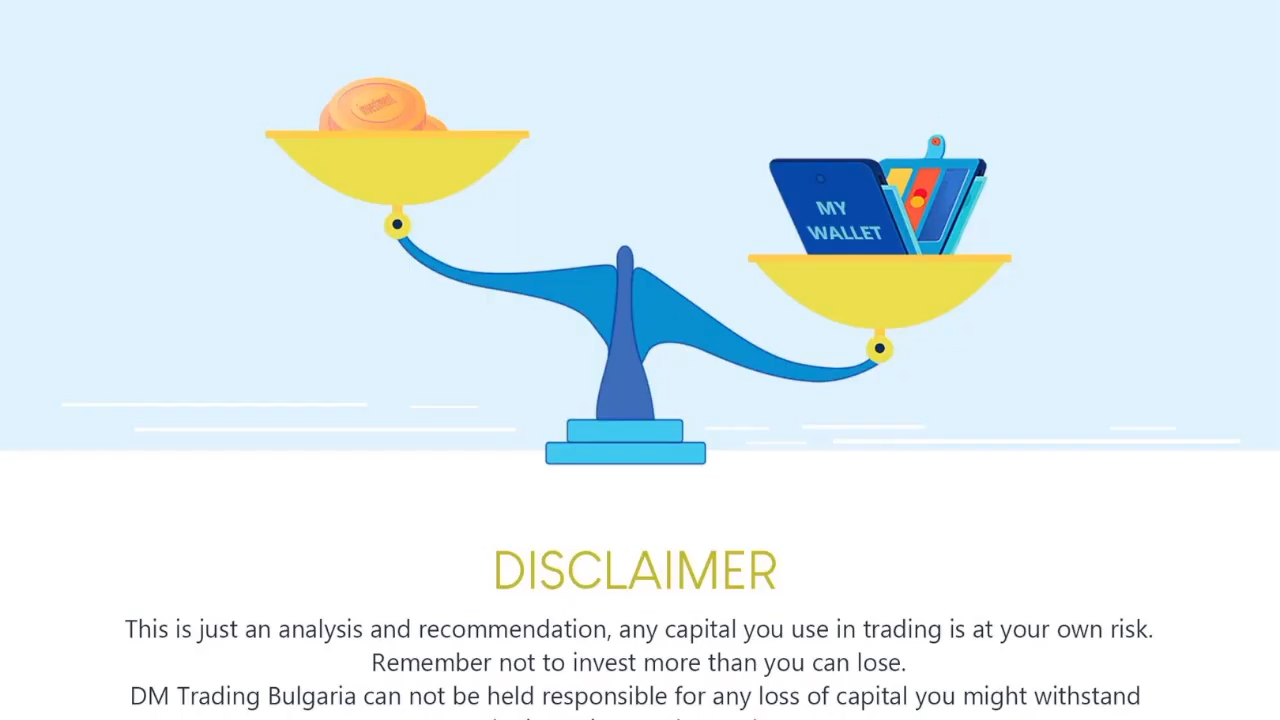 MY
WALLET
DISCLAIMER
This is just an analysis and recommendation, any capital you use in trading is at your own risk.
Remember not to invest more than you can lose.
DM Trading Bulgaria can not be held responsible for any loss of capital you might withstand